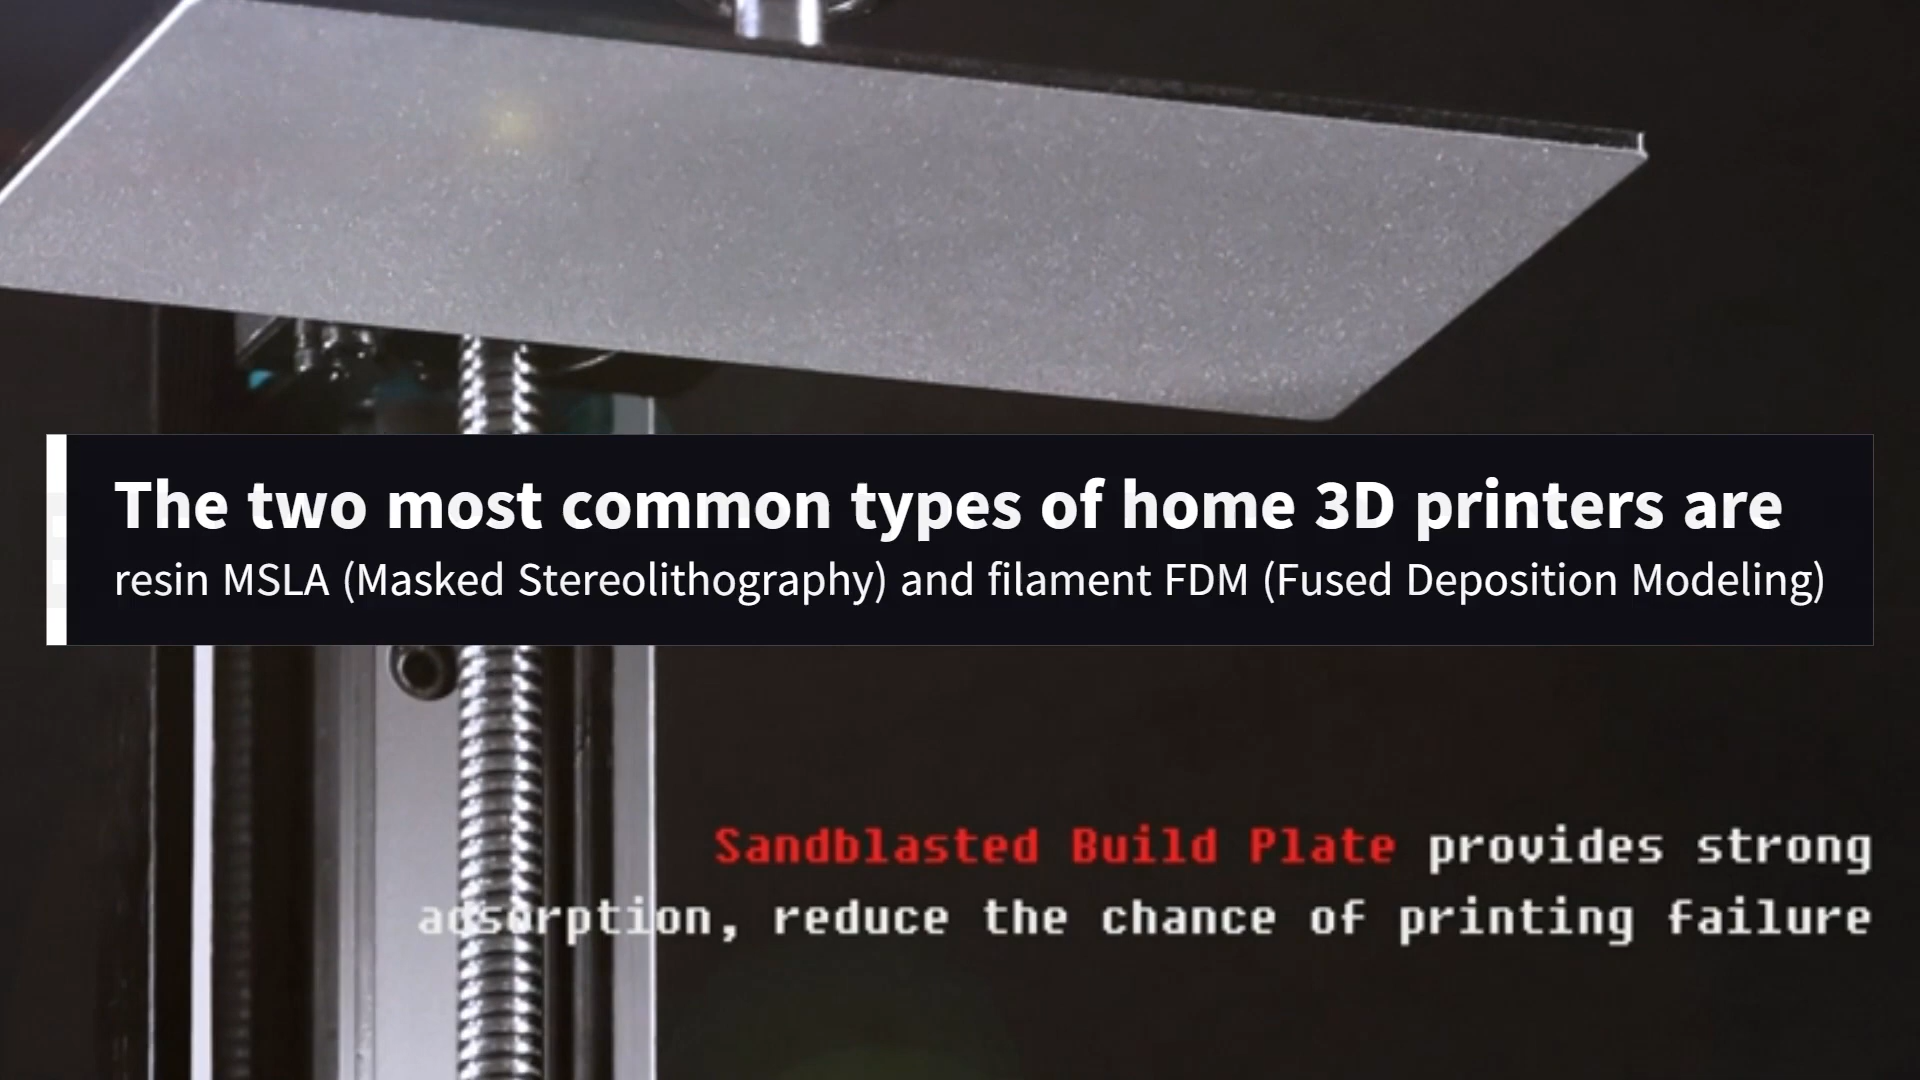 The two most common types of home 3D printers are
resin MSLA (Masked Stereolithography) and filament FDM (Fused Deposition Modeling)
Sandblasted Build Plate provides strong
adsorption, reduce the chance of printing failure